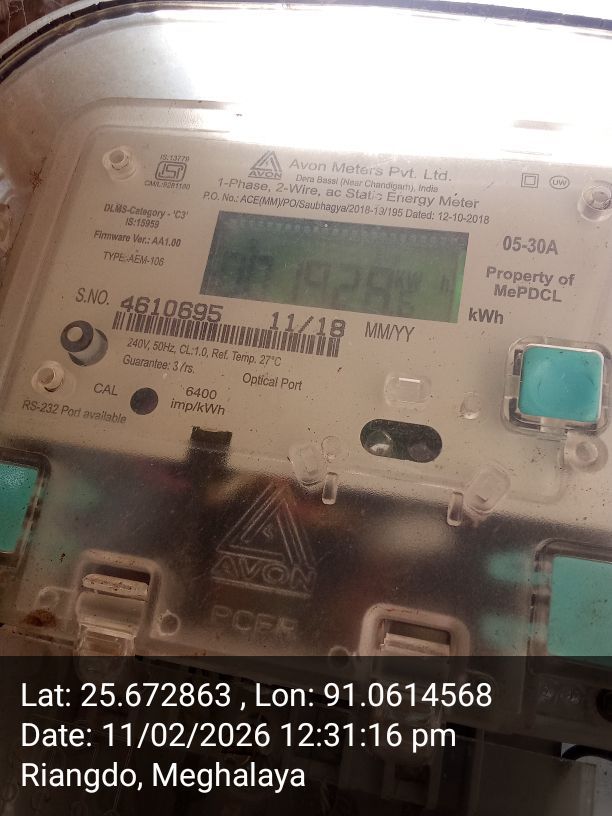 IS:13779
ISI
CM/L-9281100
AVON
Avon Meters Pvt. Ltd.
Dera Bassi (Near Chandigarh), India
1-Phase, 2-Wire, ac Static Energy Meter
P.O. No.: ACE(MM)/PO/Saubhagya/2018-13/195 Dated: 12-10-2018
UW
DLMS-Category - 'C3'
IS:15959
Firmware Ver.: AA1.00
TYPE:-AEM-106
05-30A
Property of
MePDCL
kWh
S.NO. 4610695 11/18 MM/YY
240V, 50Hz, CL:1.0, Ref. Temp. 27°C
Guarantee: 3 Yrs.
Optical Port
CAL
6400
imp/kWh
RS-232 Port available
AVON
Lat: 25.672863 , Lon: 91.0614568
Date: 11/02/2026 12:31:16 pm
Riangdo, Meghalaya